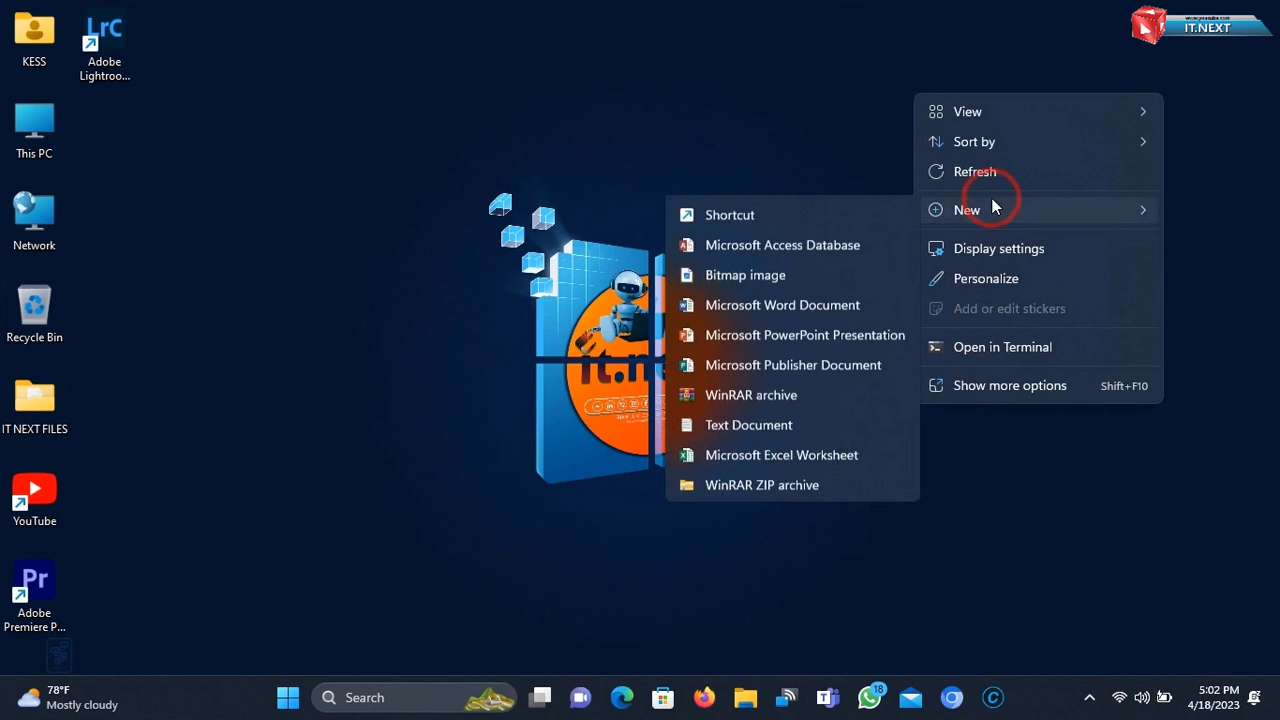 KESS
LrC
Adobe
Lightroo...
This PC
Network
Recycle Bin
IT NEXT FILES
YouTube
Pr
Adobe
Premiere P...
IT.NEXT
View
Sort by
Refresh
New
Display settings
Personalize
Add or edit stickers
Open in Terminal
Show more options Shift+F10
Shortcut
Microsoft Access Database
Bitmap image
Microsoft Word Document
Microsoft PowerPoint Presentation
Microsoft Publisher Document
WinRAR archive
Text Document
Microsoft Excel Worksheet
WinRAR ZIP archive
78°F
Mostly cloudy
Search
18
5:02 PM
4/18/2023